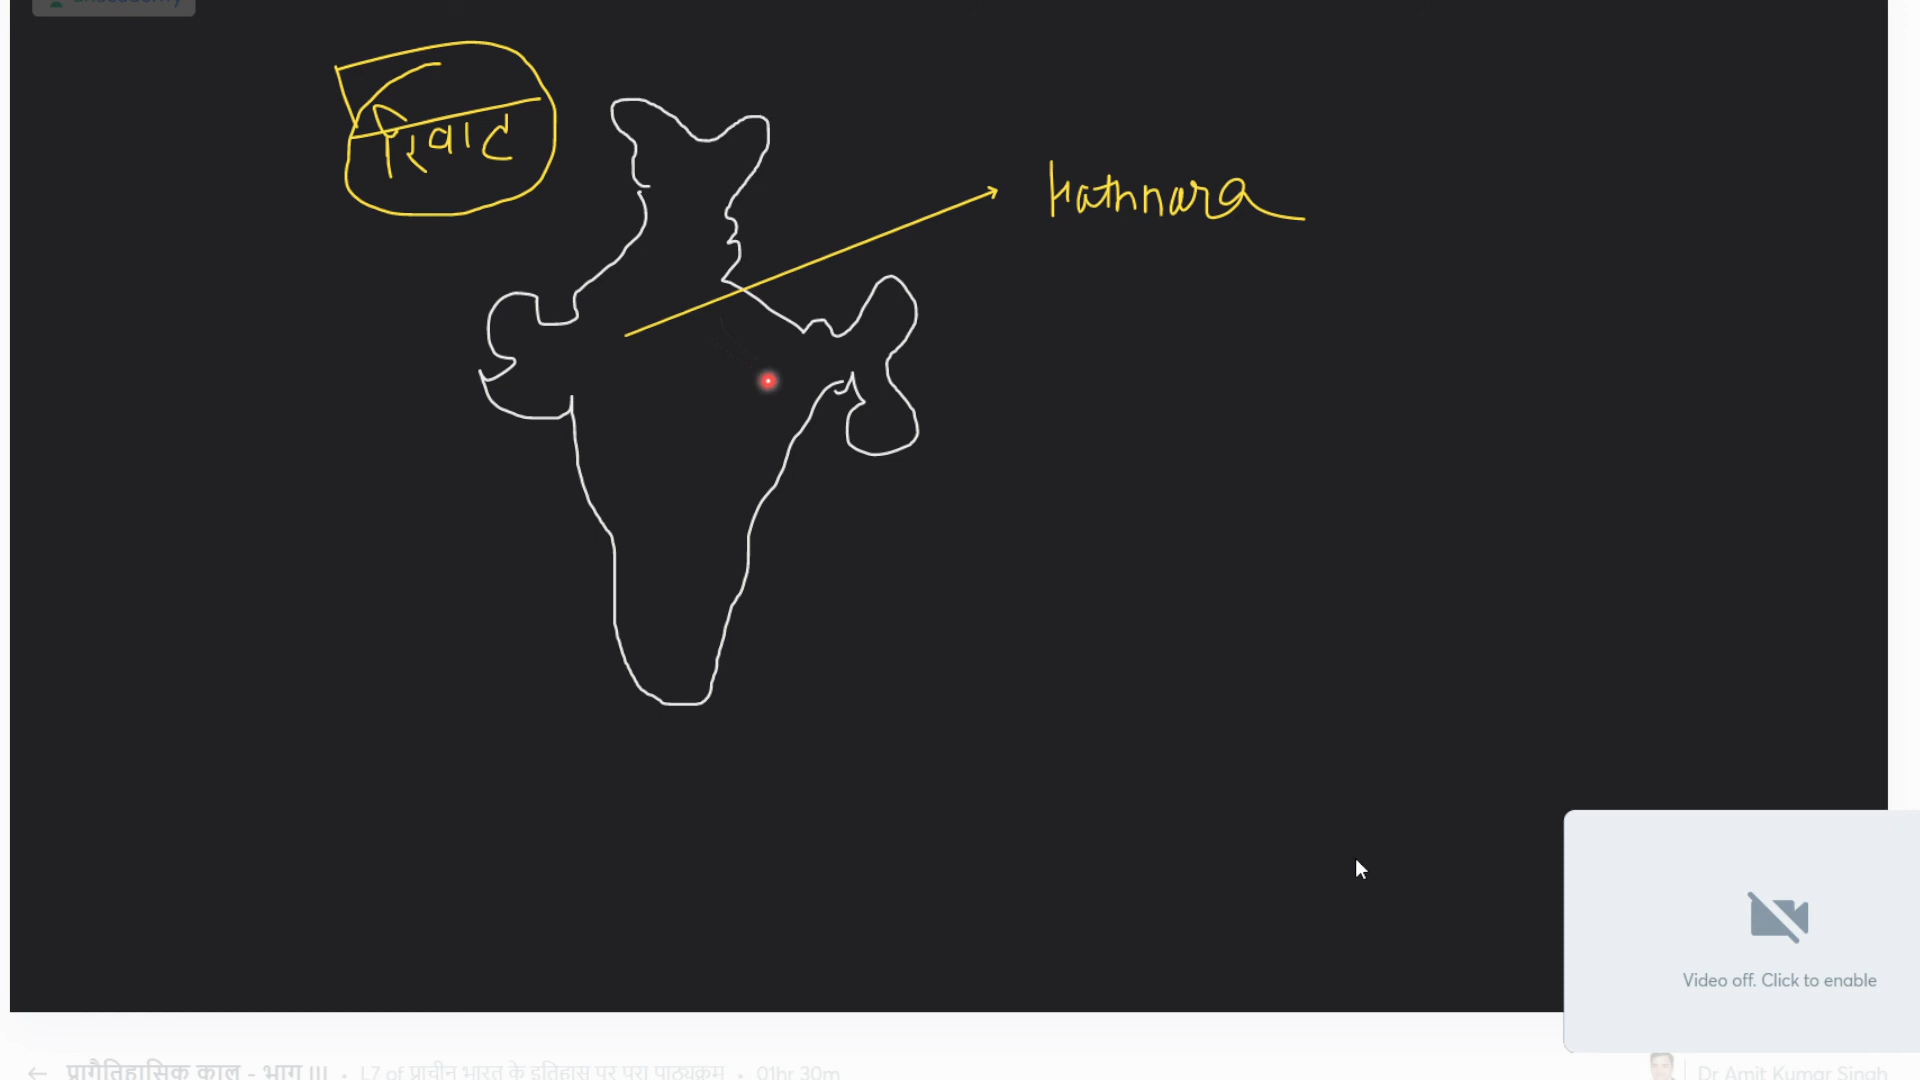 रिवाट
Hathnara
Video off. Click to enable
प्रागैतिहासिक काल - भाग III • L7 of प्राचीन भारत के इतिहास पर पूरा पाठ्यक्रम • 01hr 30m
Dr Amit Kumar Singh